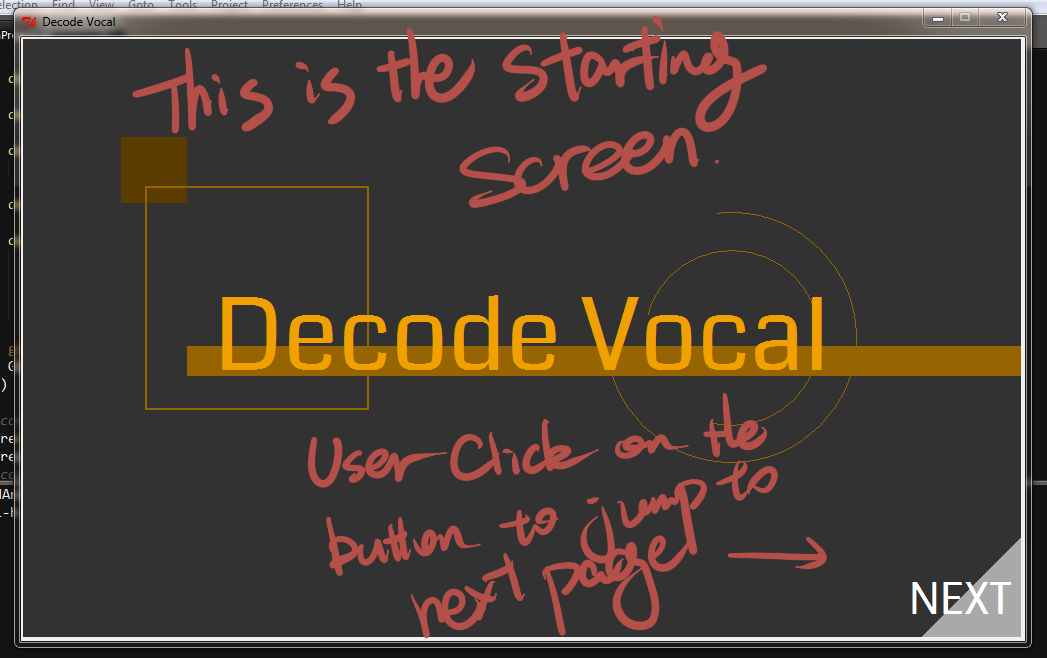 election Find View Goto Tools Project Preferences Help
Decode Vocal
This is the starting
screen.
Decode Vocal
User Click on the
button to jump to
next page →
NEXT